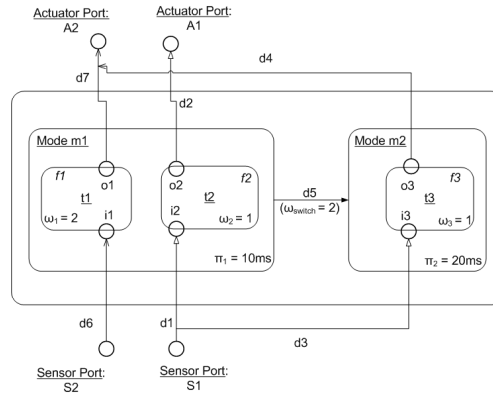 Actuator Port:
A2
Actuator Port:
A1
d7
d2
d4
Mode m1
Mode m2
f1
o1
t1
ω1 = 2
i1
f2
o2
t2
i2
ω2 = 1
π1 = 10ms
d5
(ωswitch = 2)
f3
o3
t3
i3
ω3 = 1
π2 = 20ms
d6
d1
d3
Sensor Port:
S2
Sensor Port:
S1